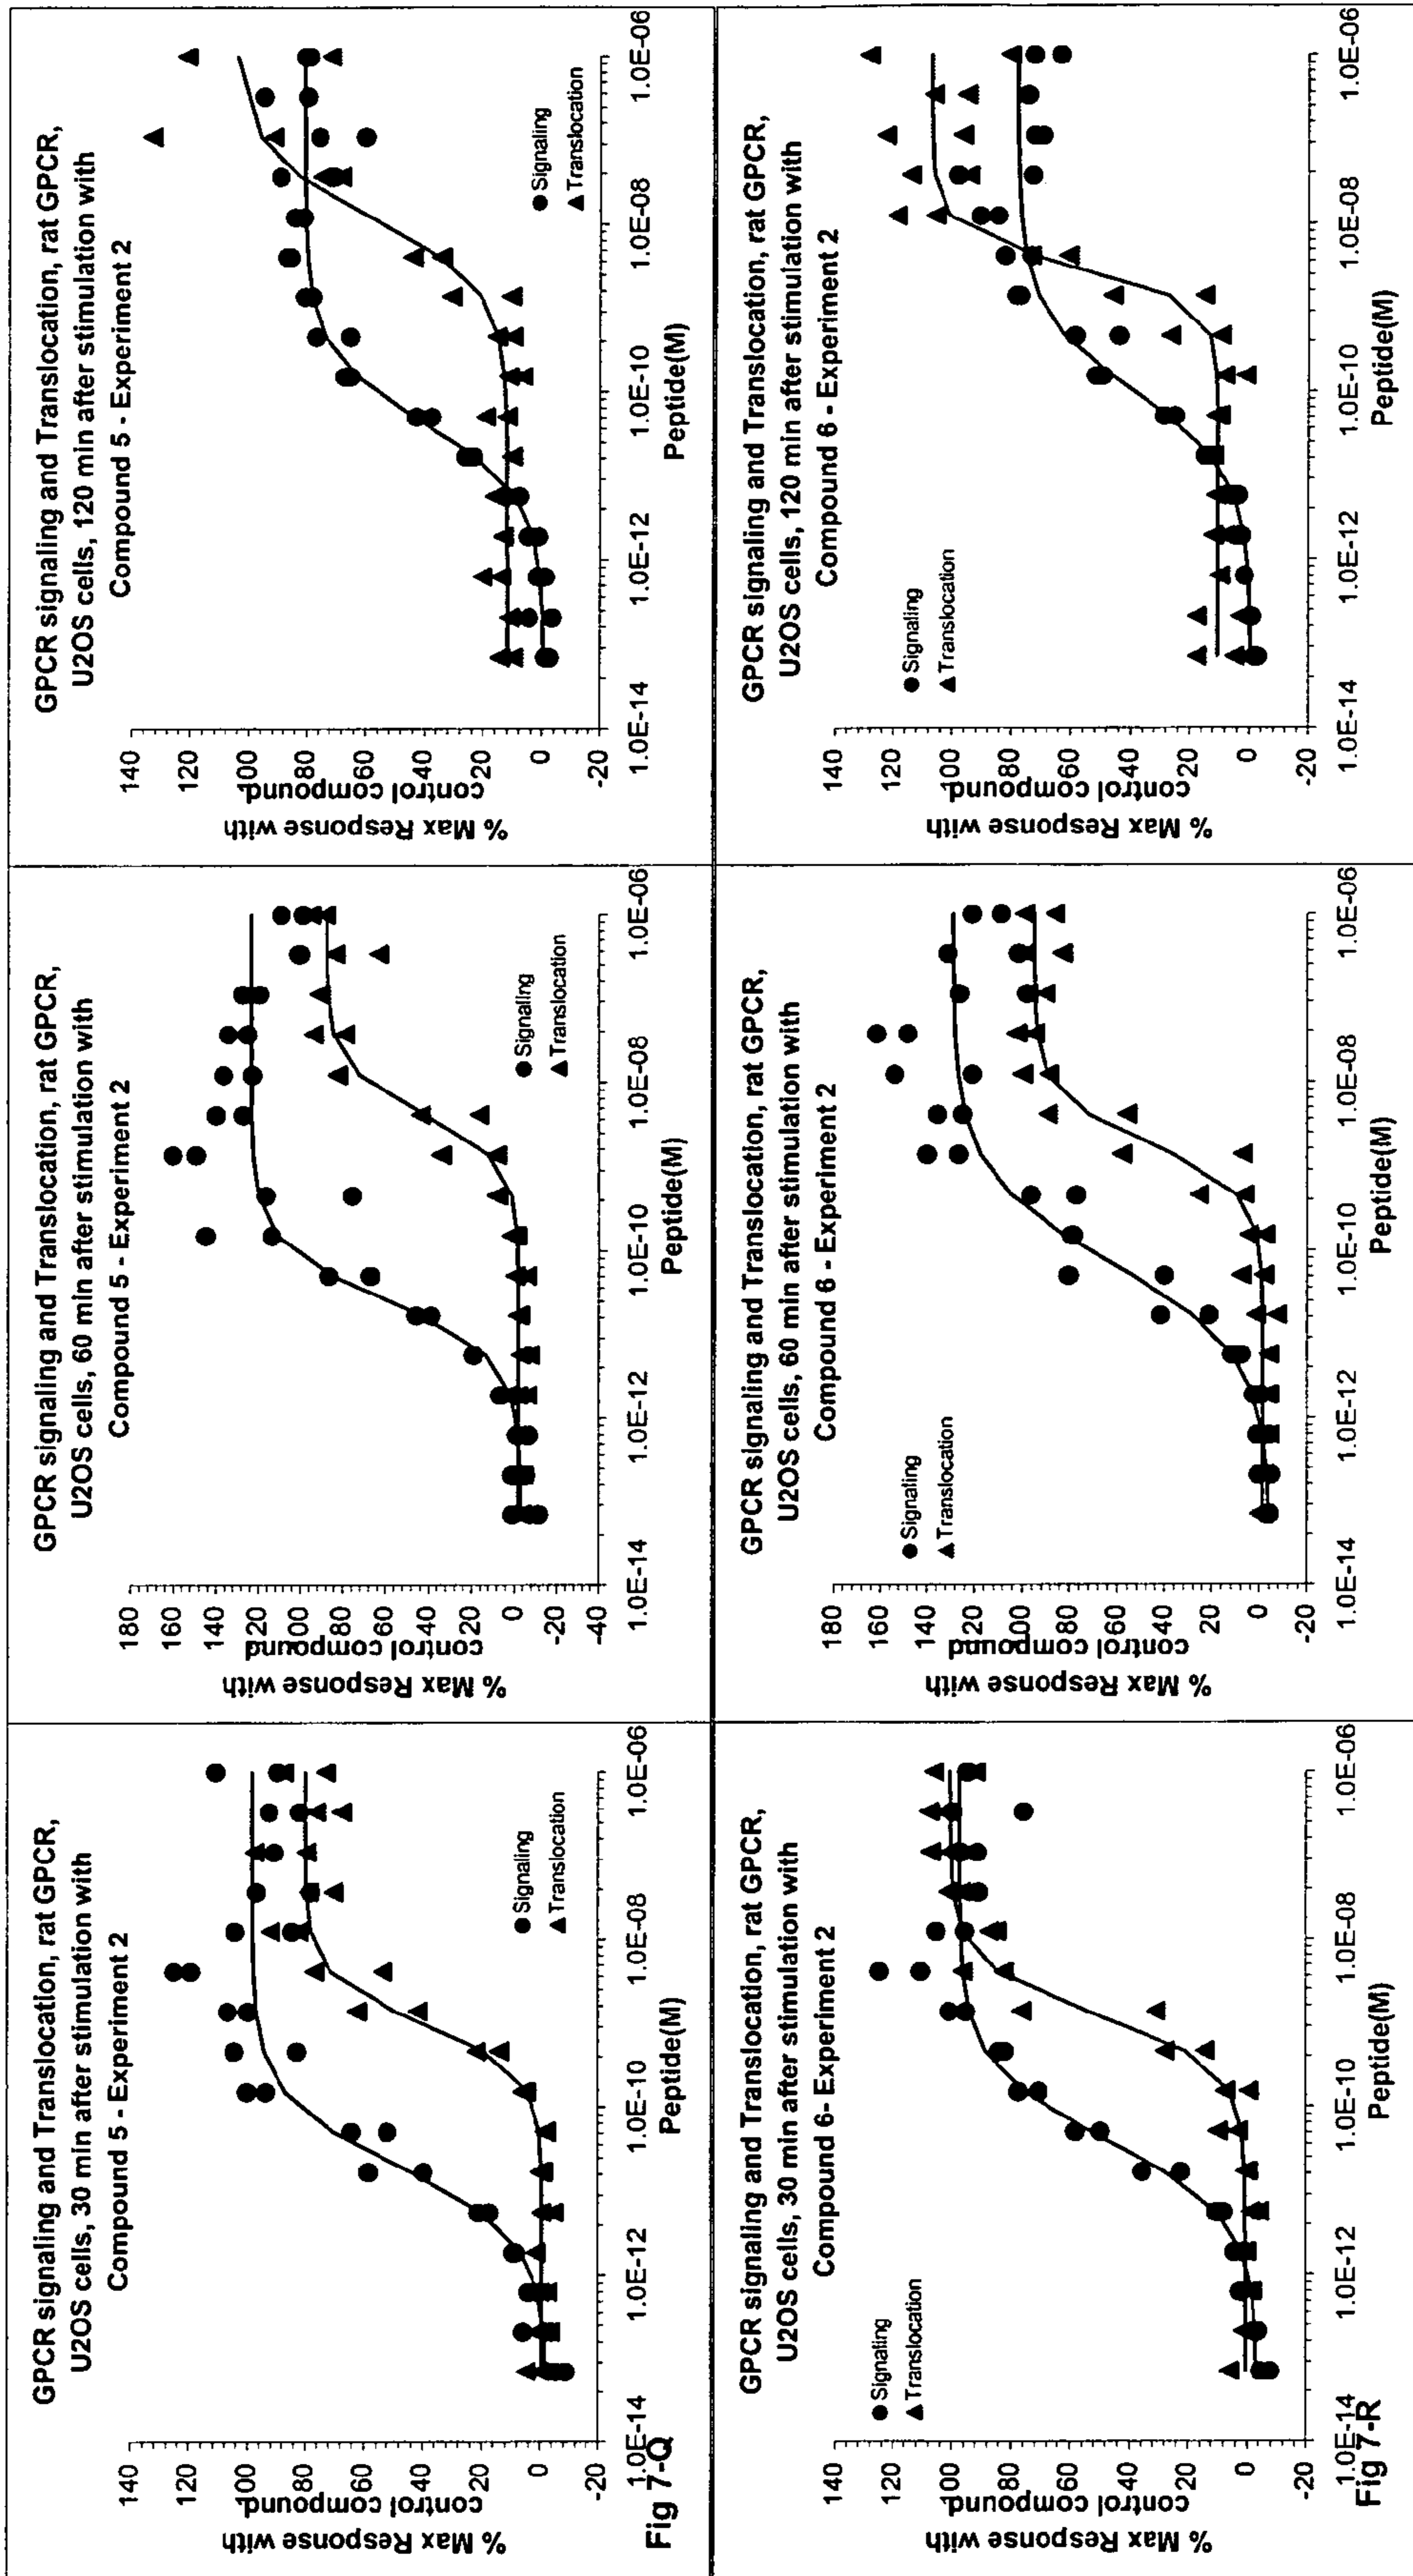 GPCR signaling and Translocation, rat GPCR,
U2OS cells, 30 min after stimulation with
Compound 5 - Experiment 2
% Max Response with
control compound
140
120
100
80
60
40
20
0
-20
1.0E-14
1.0E-12
1.0E-10
1.0E-08
1.0E-06
Peptide(M)
Signaling
Translocation
Fig 7-Q
GPCR signaling and Translocation, rat GPCR,
U2OS cells, 60 min after stimulation with
Compound 5 - Experiment 2
% Max Response with
control compound
180
160
140
120
100
80
60
40
20
0
-20
-40
1.0E-14
1.0E-12
1.0E-10
1.0E-08
1.0E-06
Peptide(M)
Signaling
Translocation
GPCR signaling and Translocation, rat GPCR,
U2OS cells, 120 min after stimulation with
Compound 5 - Experiment 2
% Max Response with
control compound
140
120
100
80
60
40
20
0
-20
1.0E-14
1.0E-12
1.0E-10
1.0E-08
1.0E-06
Peptide(M)
Signaling
Translocation
GPCR signaling and Translocation, rat GPCR,
U2OS cells, 30 min after stimulation with
Compound 6- Experiment 2
% Max Response with
control compound
140
120
100
80
60
40
20
0
-20
1.0E-14
1.0E-12
1.0E-10
1.0E-08
1.0E-06
Peptide(M)
Signaling
Translocation
Fig 7-R
GPCR signaling and Translocation, rat GPCR,
U2OS cells, 60 min after stimulation with
Compound 6 - Experiment 2
% Max Response with
control compound
180
160
140
120
100
80
60
40
20
0
-20
1.0E-14
1.0E-12
1.0E-10
1.0E-08
1.0E-06
Peptide(M)
Signaling
Translocation
GPCR signaling and Translocation, rat GPCR,
U2OS cells, 120 min after stimulation with
Compound 6 - Experiment 2
% Max Response with
control compound
140
120
100
80
60
40
20
0
-20
1.0E-14
1.0E-12
1.0E-10
1.0E-08
1.0E-06
Peptide(M)
Signaling
Translocation